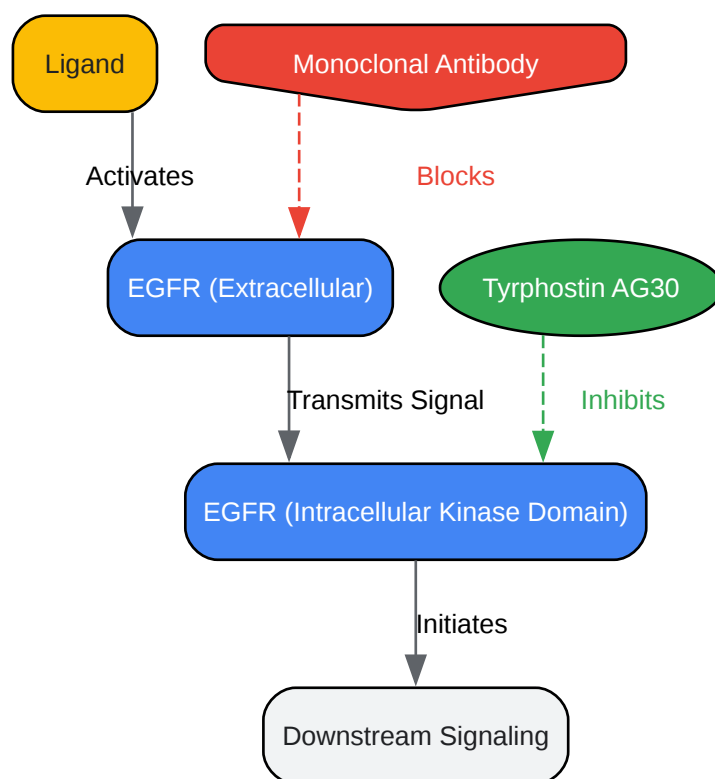 Ligand
Monoclonal Antibody
Activates
Blocks
EGFR (Extracellular)
Tyrphostin AG30
Transmits Signal
Inhibits
EGFR (Intracellular Kinase Domain)
Initiates
Downstream Signaling